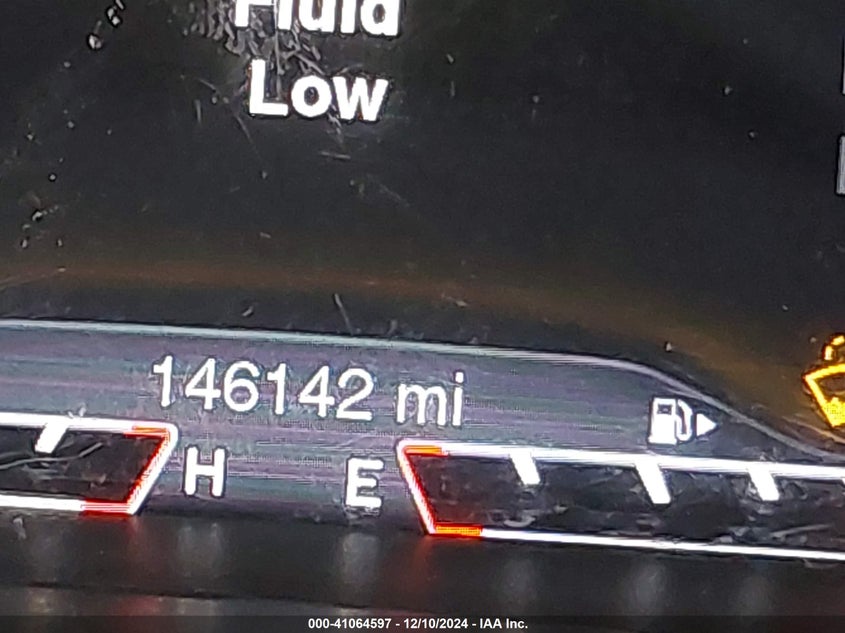 Fluid
Low
146142 mi
H
E
000-41064597 - 12/10/2024 - IAA Inc.